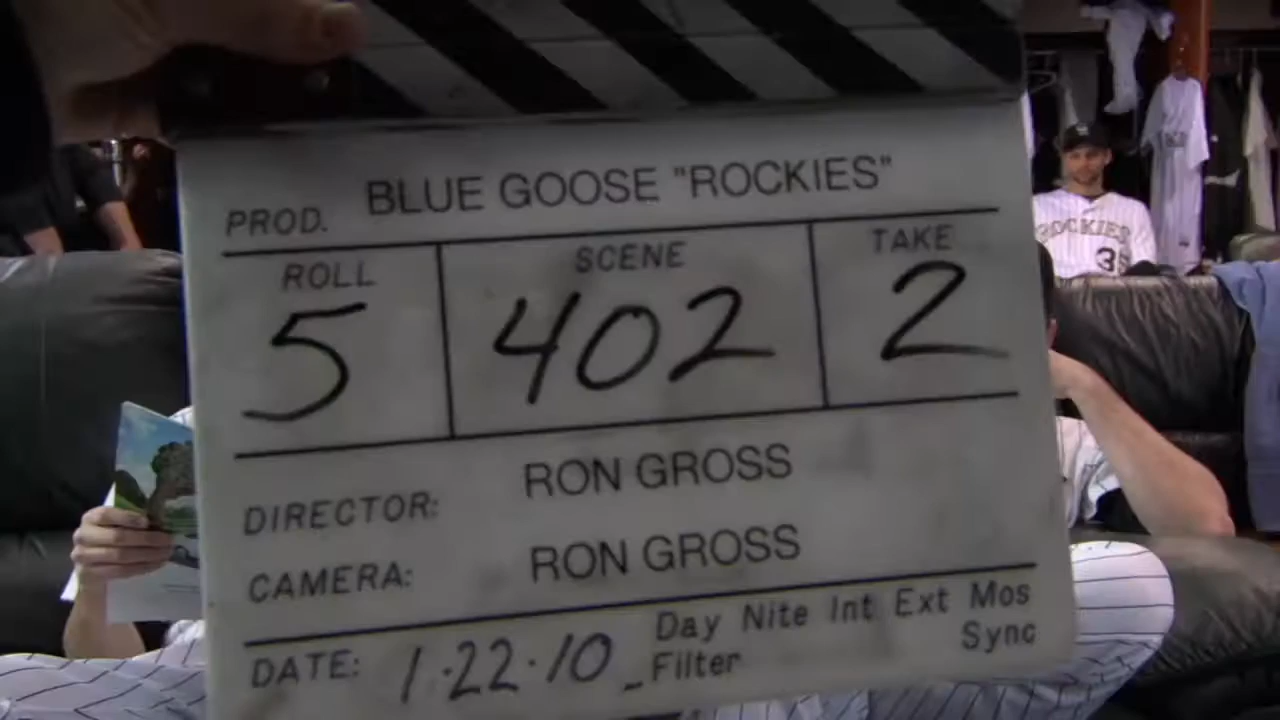 PROD. BLUE GOOSE "ROCKIES"
ROLL SCENE TAKE
5 402 2
DIRECTOR: RON GROSS
CAMERA: RON GROSS
DATE: 1·22·10 Day Nite Int Ext Mos
Filter Sync
ROCKIES